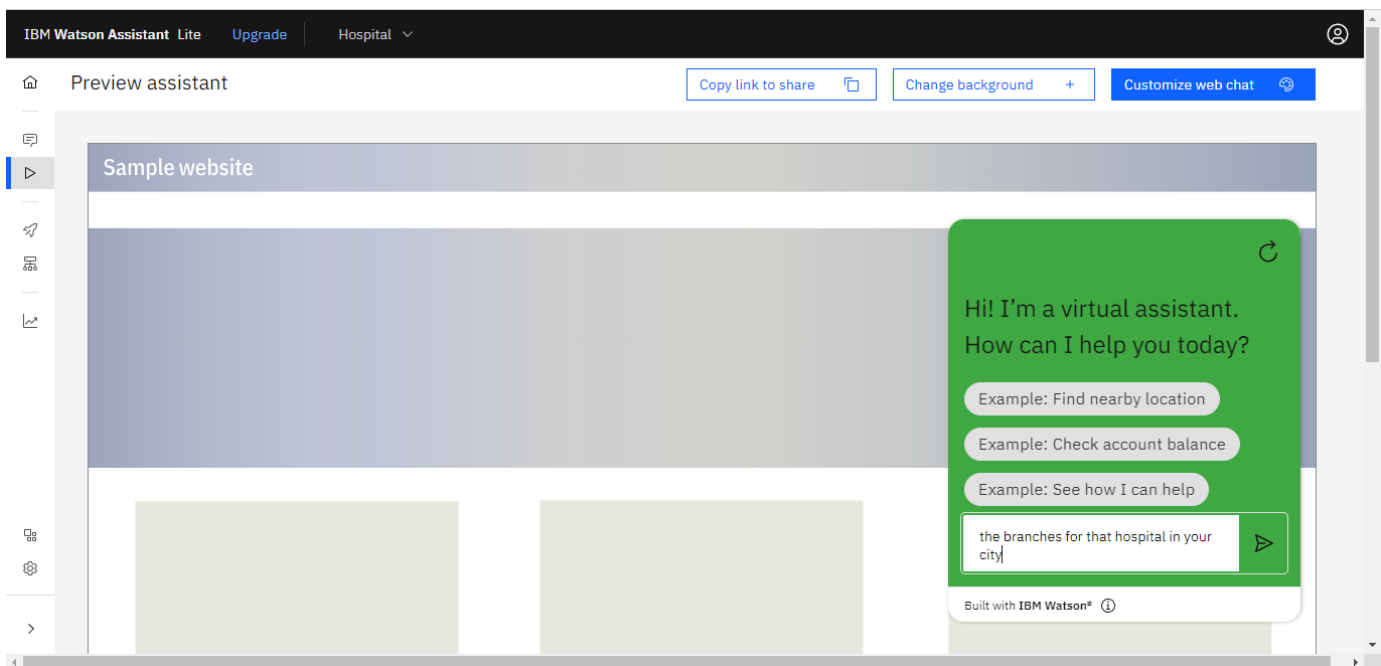 IBM Watson Assistant Lite Upgrade Hospital
Preview assistant Copy link to share Change background + Customize web chat
Sample website
Hi! I'm a virtual assistant.
How can I help you today?
Example: Find nearby location
Example: Check account balance
Example: See how I can help
the branches for that hospital in your
city
Built with IBM Watson®